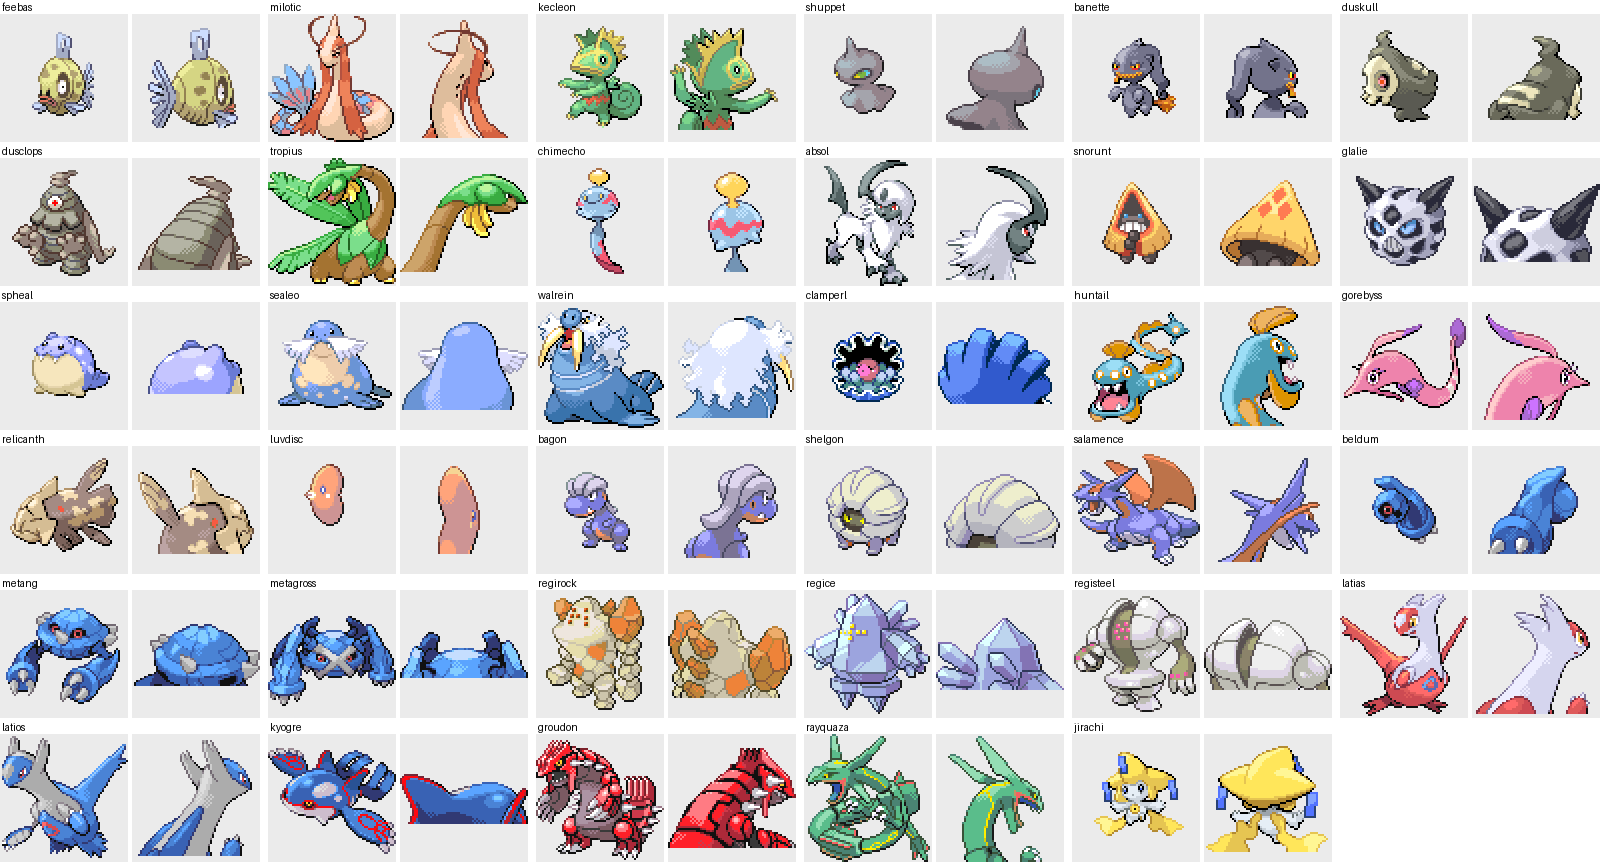 feebas milotic kecleon shuppet banette duskull
dusclops tropius chimecho absol snorunt glalie
spheal sealeo walrein clamperl huntail gorebyss
relicanth luvdisc bagon shelgon salamence beldum
metang metagross regirock regice registeel latias
latios kyogre groudon rayquaza jirachi